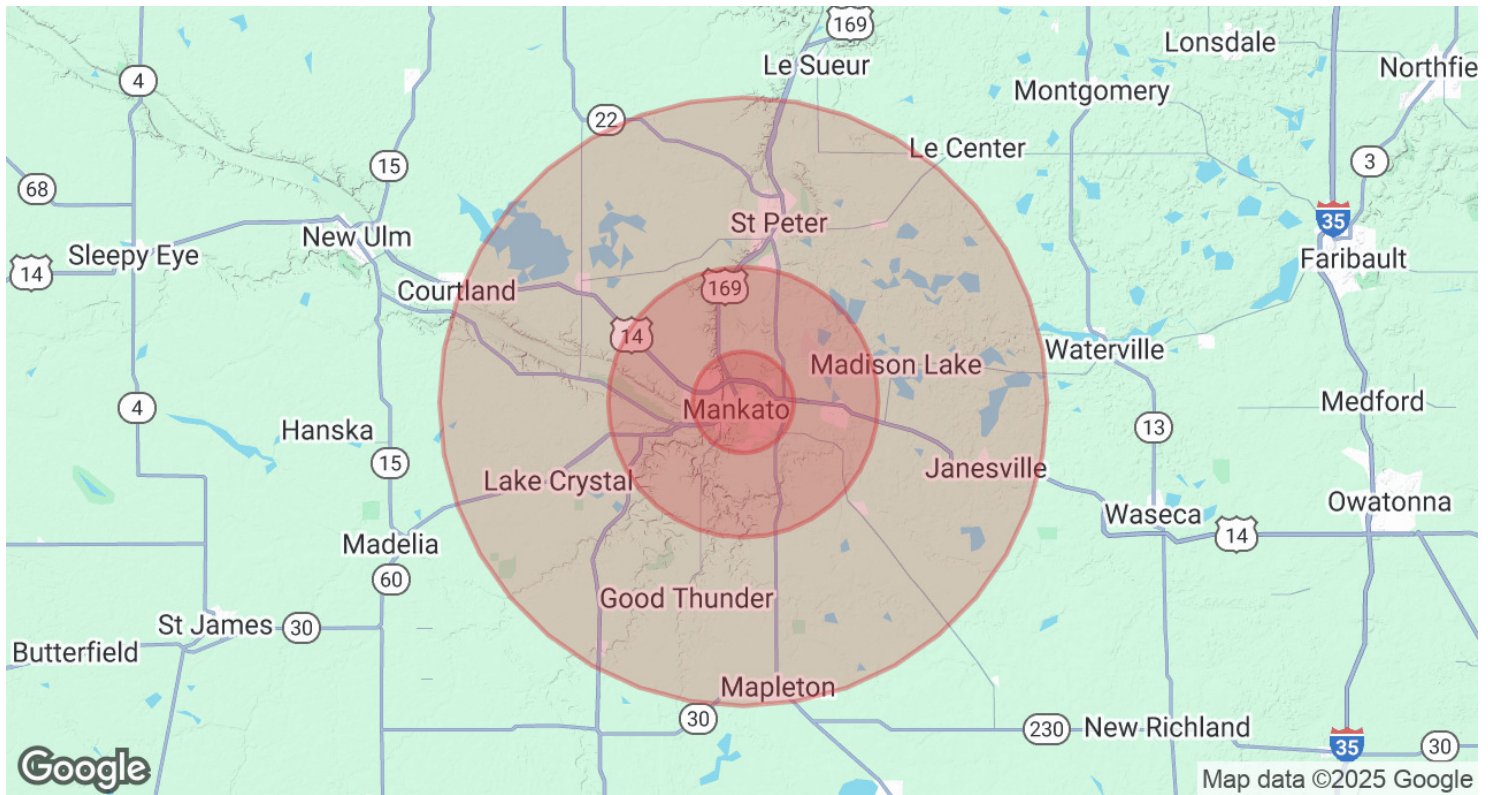 169
Lonsdale
Le Sueur
Northfie
4
Montgomery
22
Le Center
15
3
68
35
St Peter
New Ulm
Sleepy Eye
Faribault
14
169
Courtland
14
Waterville
Madison Lake
4
Mankato
Medford
13
Hanska
15
Janesville
Lake Crystal
Owatonna
Waseca
14
Madelia
60
Good Thunder
St James
30
Butterfield
Mapleton
30
230
New Richland
35
30
Google
Map data ©2025 Google